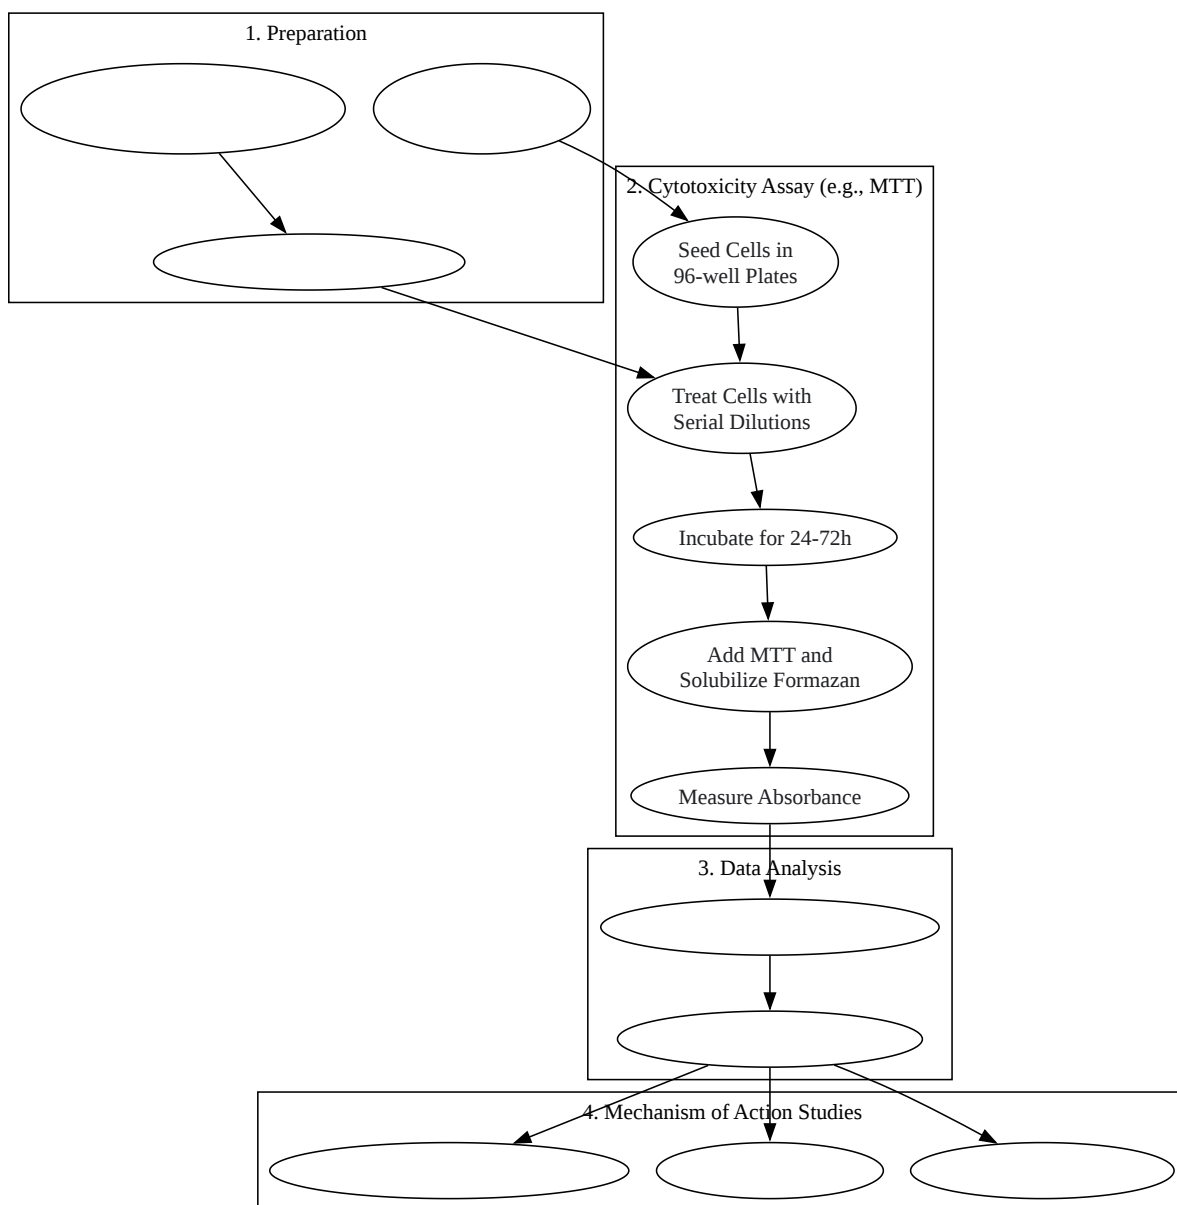 1. Preparation
2. Cytotoxicity Assay (e.g., MTT)
Seed Cells in
96-well Plates
Treat Cells with
Serial Dilutions
Incubate for 24-72h
Add MTT and
Solubilize Formazan
Measure Absorbance
3. Data Analysis
4. Mechanism of Action Studies